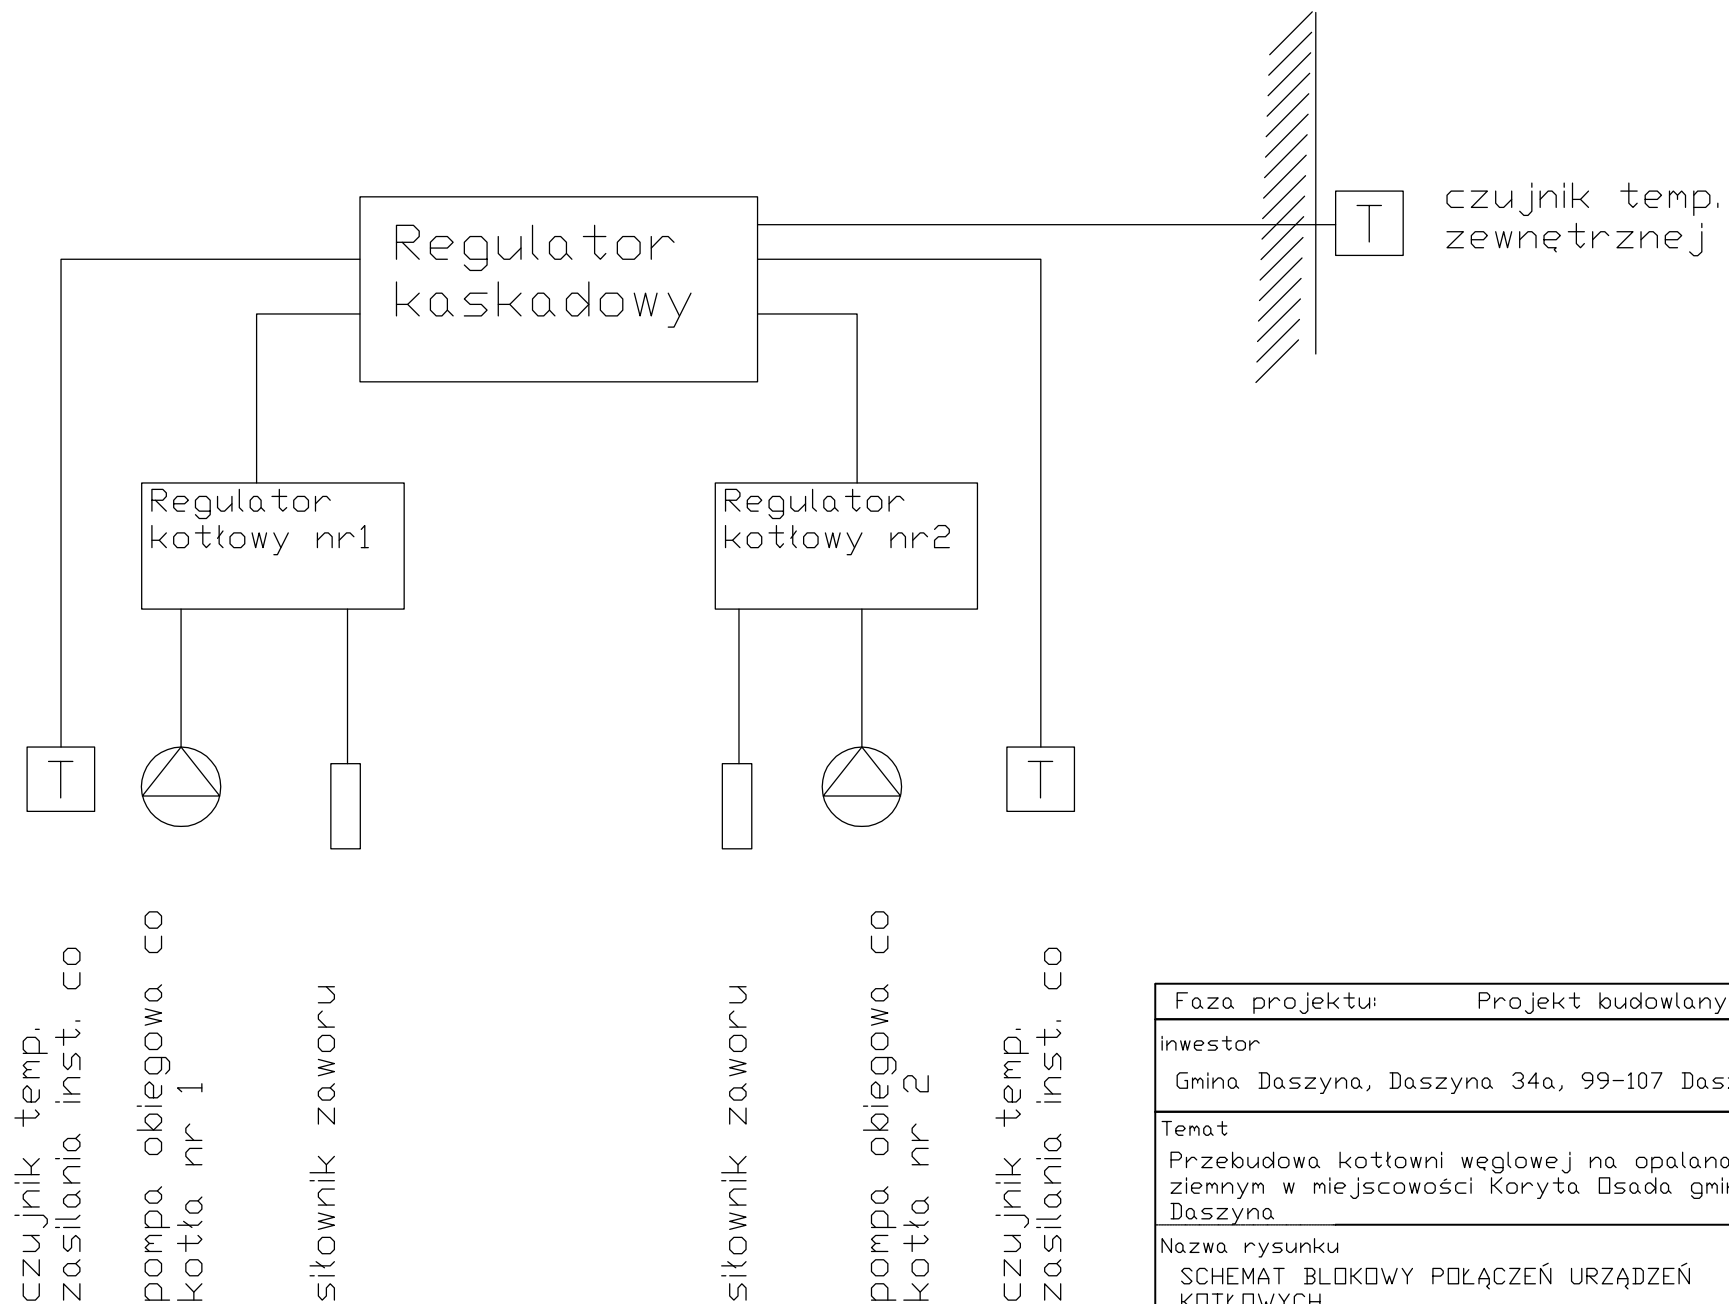 czujnik temp.
zewnętrznej
Regulator
kaskadowy
Regulator
kotłowy nr1
Regulator
kotłowy nr2
T
T
T
czujnik temp.
zasilania inst. co
pompa obiegowa co
kotła nr 1
siłownik zaworu
siłownik zaworu
pompa obiegowa co
kotła nr 2
czujnik temp.
zasilania inst. co
Faza projektu: Projekt budowlany
inwestor
Gmina Daszyna, Daszyna 34a, 99-107
Temat
Przebudowa kotłowni węglowej na
ziemnym w miejscowości Koryta Osada
Daszyna
Nazwa rysunku
SCHEMAT BLOKOWY POŁĄCZEŃ URZĄDZEŃ
KOTŁOWYCH